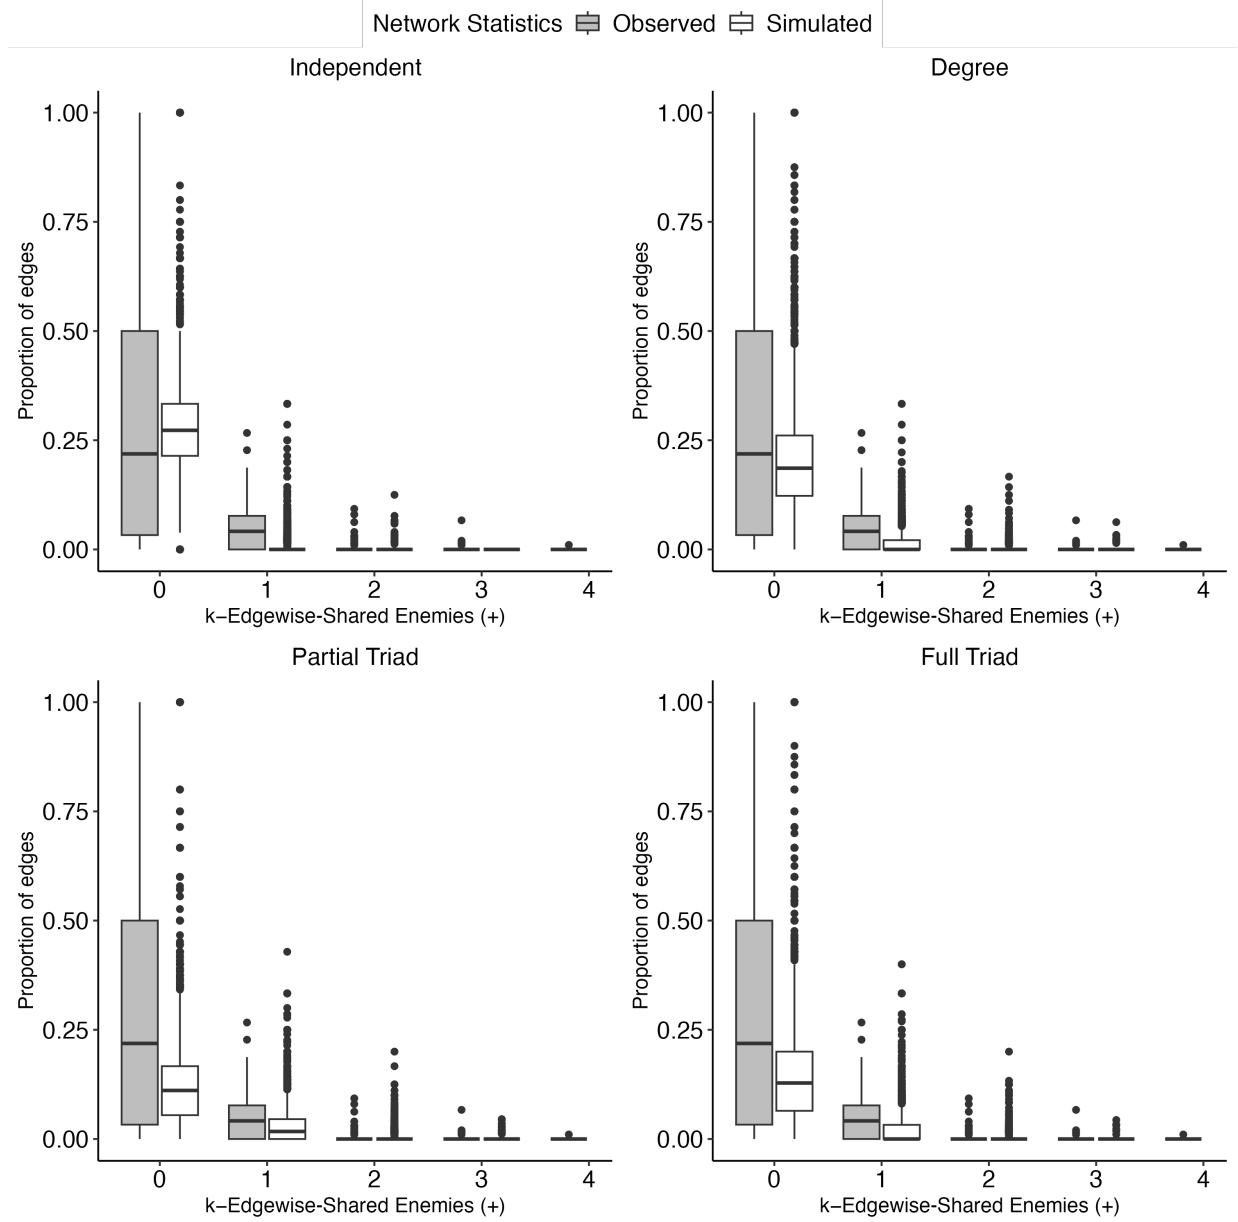 Network Statistics Observed Simulated
Independent
1.00
0.75
0.50
0.25
0.00
Proportion of edges
0 1 2 3 4
k−Edgewise-Shared Enemies (+)
Degree
1.00
0.75
0.50
0.25
0.00
Proportion of edges
0 1 2 3 4
k−Edgewise-Shared Enemies (+)
Partial Triad
1.00
0.75
0.50
0.25
0.00
Proportion of edges
0 1 2 3 4
k−Edgewise-Shared Enemies (+)
Full Triad
1.00
0.75
0.50
0.25
0.00
Proportion of edges
0 1 2 3 4
k−Edgewise-Shared Enemies (+)